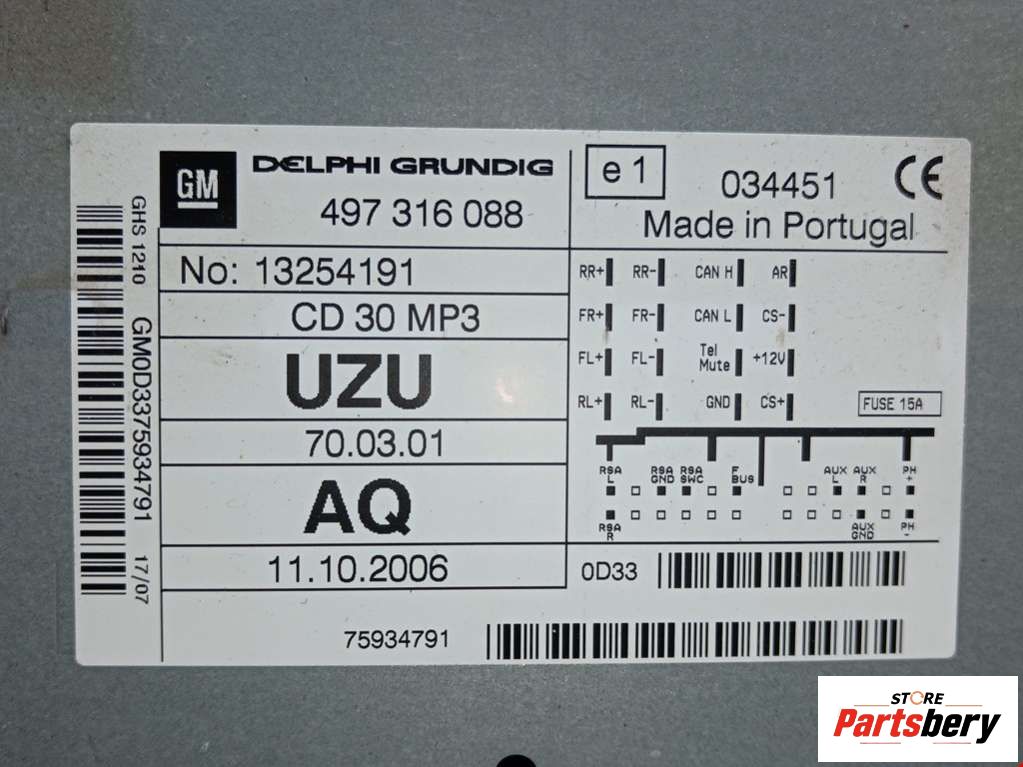 GM
DELPHI GRUNDIG
497 316 088
e1
034451
CE
Made in Portugal
No: 13254191
CD 30 MP3
UZU
70.03.01
AQ
11.10.2006
RR+ RR- CAN H AR
FR+ FR- CAN L CS-
FL+ FL- Tel Mute +12V
RL+ RL- GND CS+
FUSE 15A
RSA L RSA GND RSA SWC F BUS AUX L AUX R PH +
RSA R AUX GND PH -
0D33
75934791
GHS 1210 GM0D3375934791 17/07
STORE
Partsbery